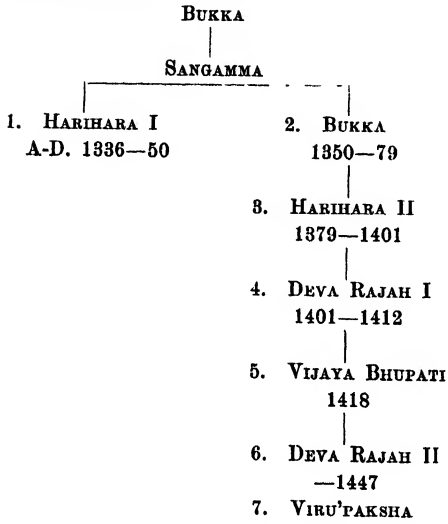 BUKKA
SANGAMMA
1. HARIHARA I 2. BUKKA
A-D. 1336—50 1350—79
3. HARIHARA II
1379—1401
4. DEVA RAJAH I
1401—1412
5. VIJAYA BHUPATI
1418
6. DEVA RAJAH II
—1447
7. VIRU'PAKSHA